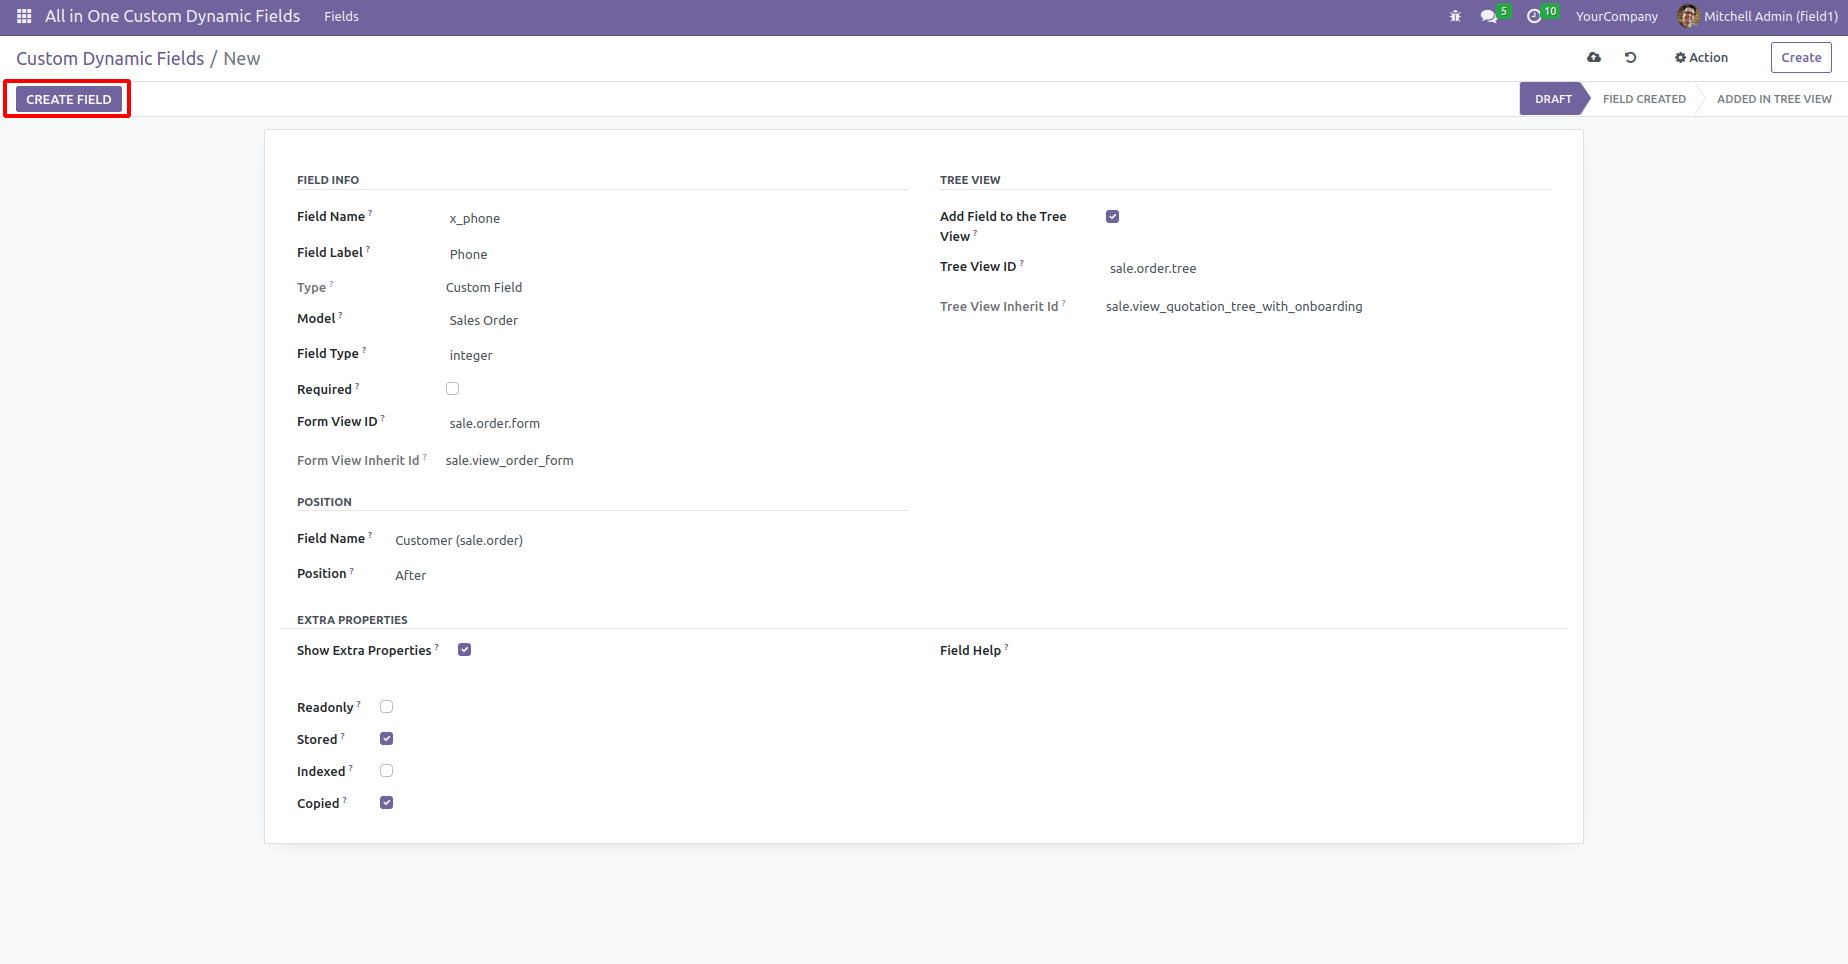 All in One Custom Dynamic Fields Fields 5 10 YourCompany Mitchell Admin (field1)
Custom Dynamic Fields / New Action Create
CREATE FIELD DRAFT FIELD CREATED ADDED IN TREE VIEW
FIELD INFO
Field Name ? x_phone
Field Label ? Phone
Type ? Custom Field
Model ? Sales Order
Field Type ? integer
Required ?
Form View ID ? sale.order.form
Form View Inherit Id ? sale.view_order_form
TREE VIEW
Add Field to the Tree
View ?
Tree View ID ? sale.order.tree
Tree View Inherit Id ? sale.view_quotation_tree_with_onboarding
POSITION
Field Name ? Customer (sale.order)
Position ? After
EXTRA PROPERTIES
Show Extra Properties ? Field Help ?
Readonly ?
Stored ?
Indexed ?
Copied ?